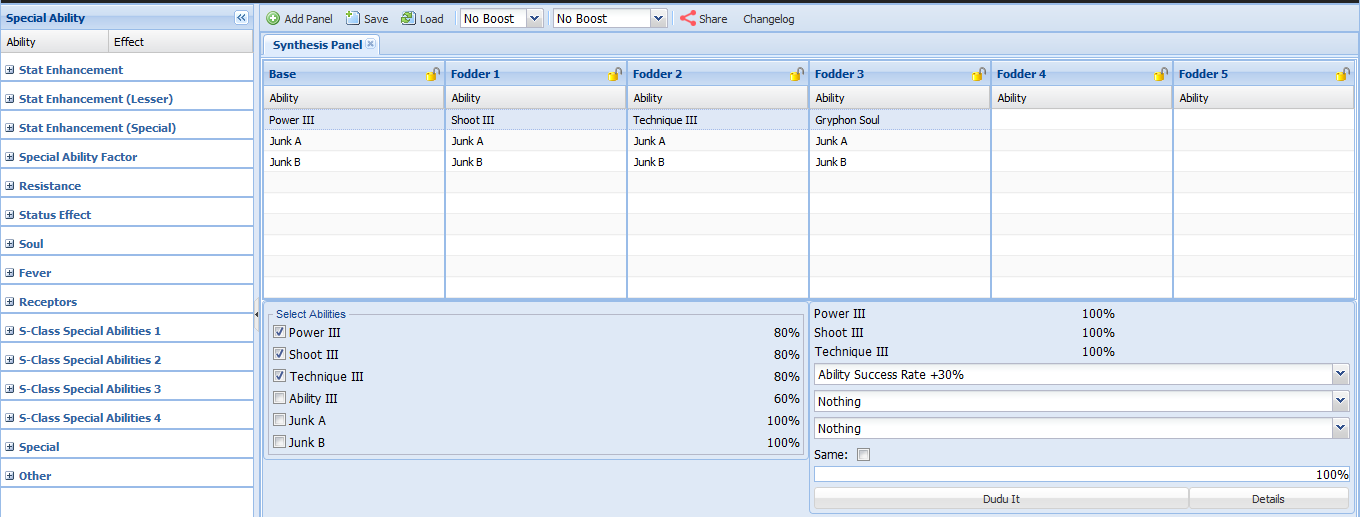 Special Ability
Add Panel Save Load No Boost No Boost Share Changelog
Ability Effect
Synthesis Panel
Stat Enhancement
Stat Enhancement (Lesser)
Stat Enhancement (Special)
Special Ability Factor
Resistance
Status Effect
Soul
Fever
Receptors
S-Class Special Abilities 1
S-Class Special Abilities 2
S-Class Special Abilities 3
S-Class Special Abilities 4
Special
Other
Base Fodder 1 Fodder 2 Fodder 3 Fodder 4 Fodder 5
Ability Ability Ability Ability Ability Ability
Power III Shoot III Technique III Gryphon Soul
Junk A Junk A Junk A Junk A
Junk B Junk B Junk B Junk B
Select Abilities
Power III 80%
Shoot III 80%
Technique III 80%
Ability III 60%
Junk A 100%
Junk B 100%
Power III 100%
Shoot III 100%
Technique III 100%
Ability Success Rate +30%
Nothing
Nothing
Same:
100%
Dudu It Details